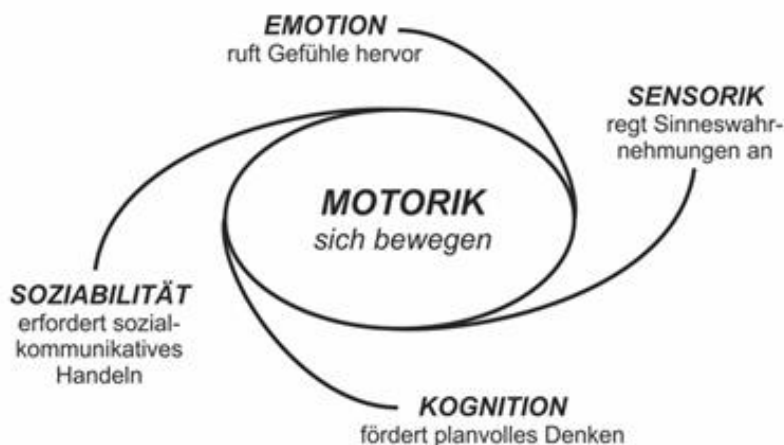 EMOTION
ruft Gefühle hervor
SENSORIK
regt Sinneswahr-
nehmungen an
MOTORIK
sich bewegen
SOZIABILITÄT
erfordert sozial-
kommunikatives
Handeln
KOGNITION
fördert planvolles Denken